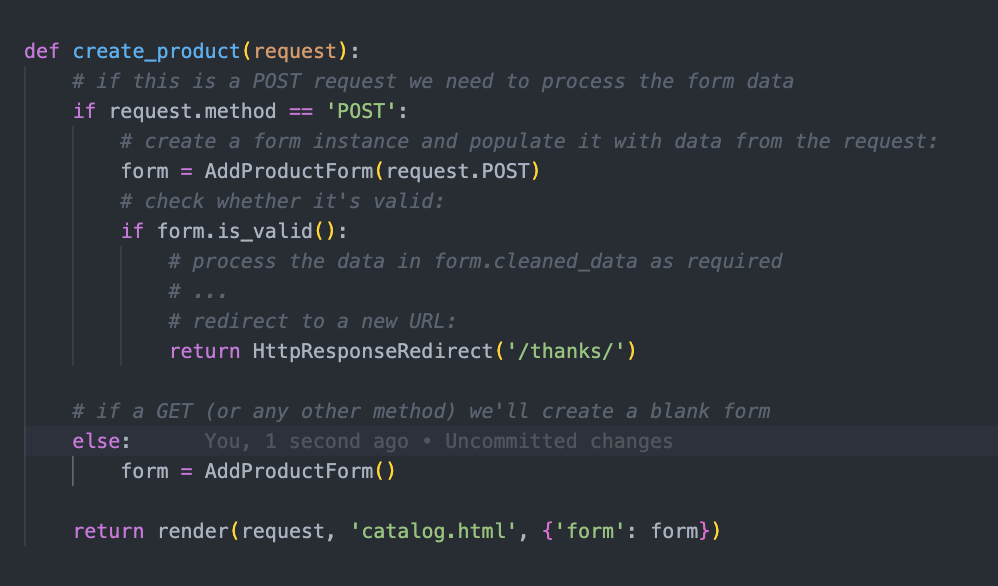 def create_product(request):
    # if this is a POST request we need to process the form data
    if request.method == 'POST':
        # create a form instance and populate it with data from the request:
        form = AddProductForm(request.POST)
        # check whether it's valid:
        if form.is_valid():
            # process the data in form.cleaned_data as required
            # ...
            # redirect to a new URL:
            return HttpResponseRedirect('/thanks/')

    # if a GET (or any other method) we'll create a blank form
    else:      You, 1 second ago • Uncommitted changes
        form = AddProductForm()

    return render(request, 'catalog.html', {'form': form})